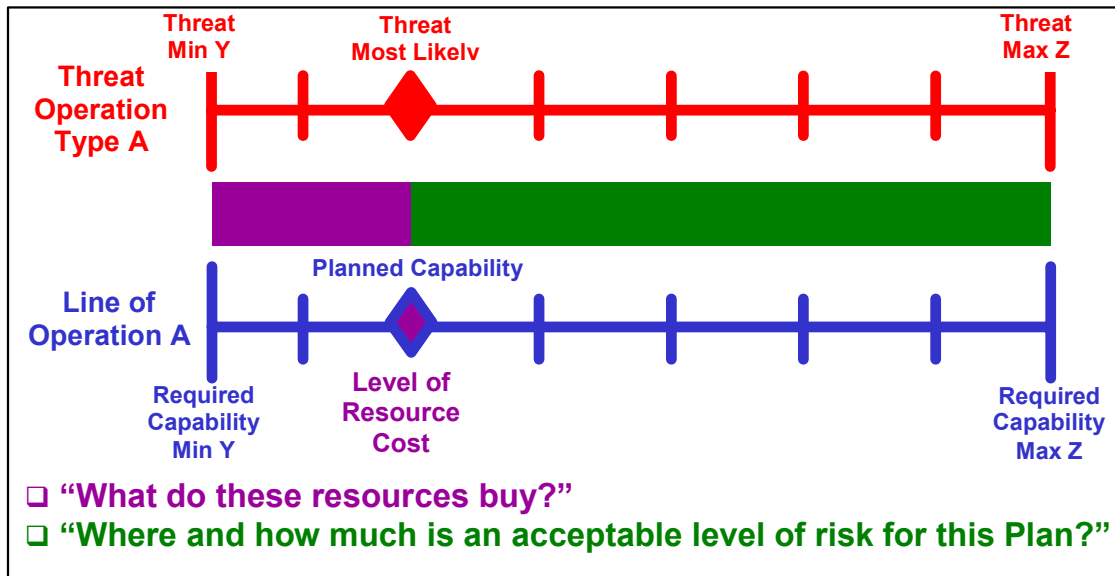 Threat
Min Y
Threat
Most Likely
Threat
Max Z
Threat
Operation
Type A
Planned Capability
Line of
Operation A
Required
Capability
Min Y
Level of
Resource
Cost
Required
Capability
Max Z
❑ “What do these resources buy?”
❑ “Where and how much is an acceptable level of risk for this Plan?”